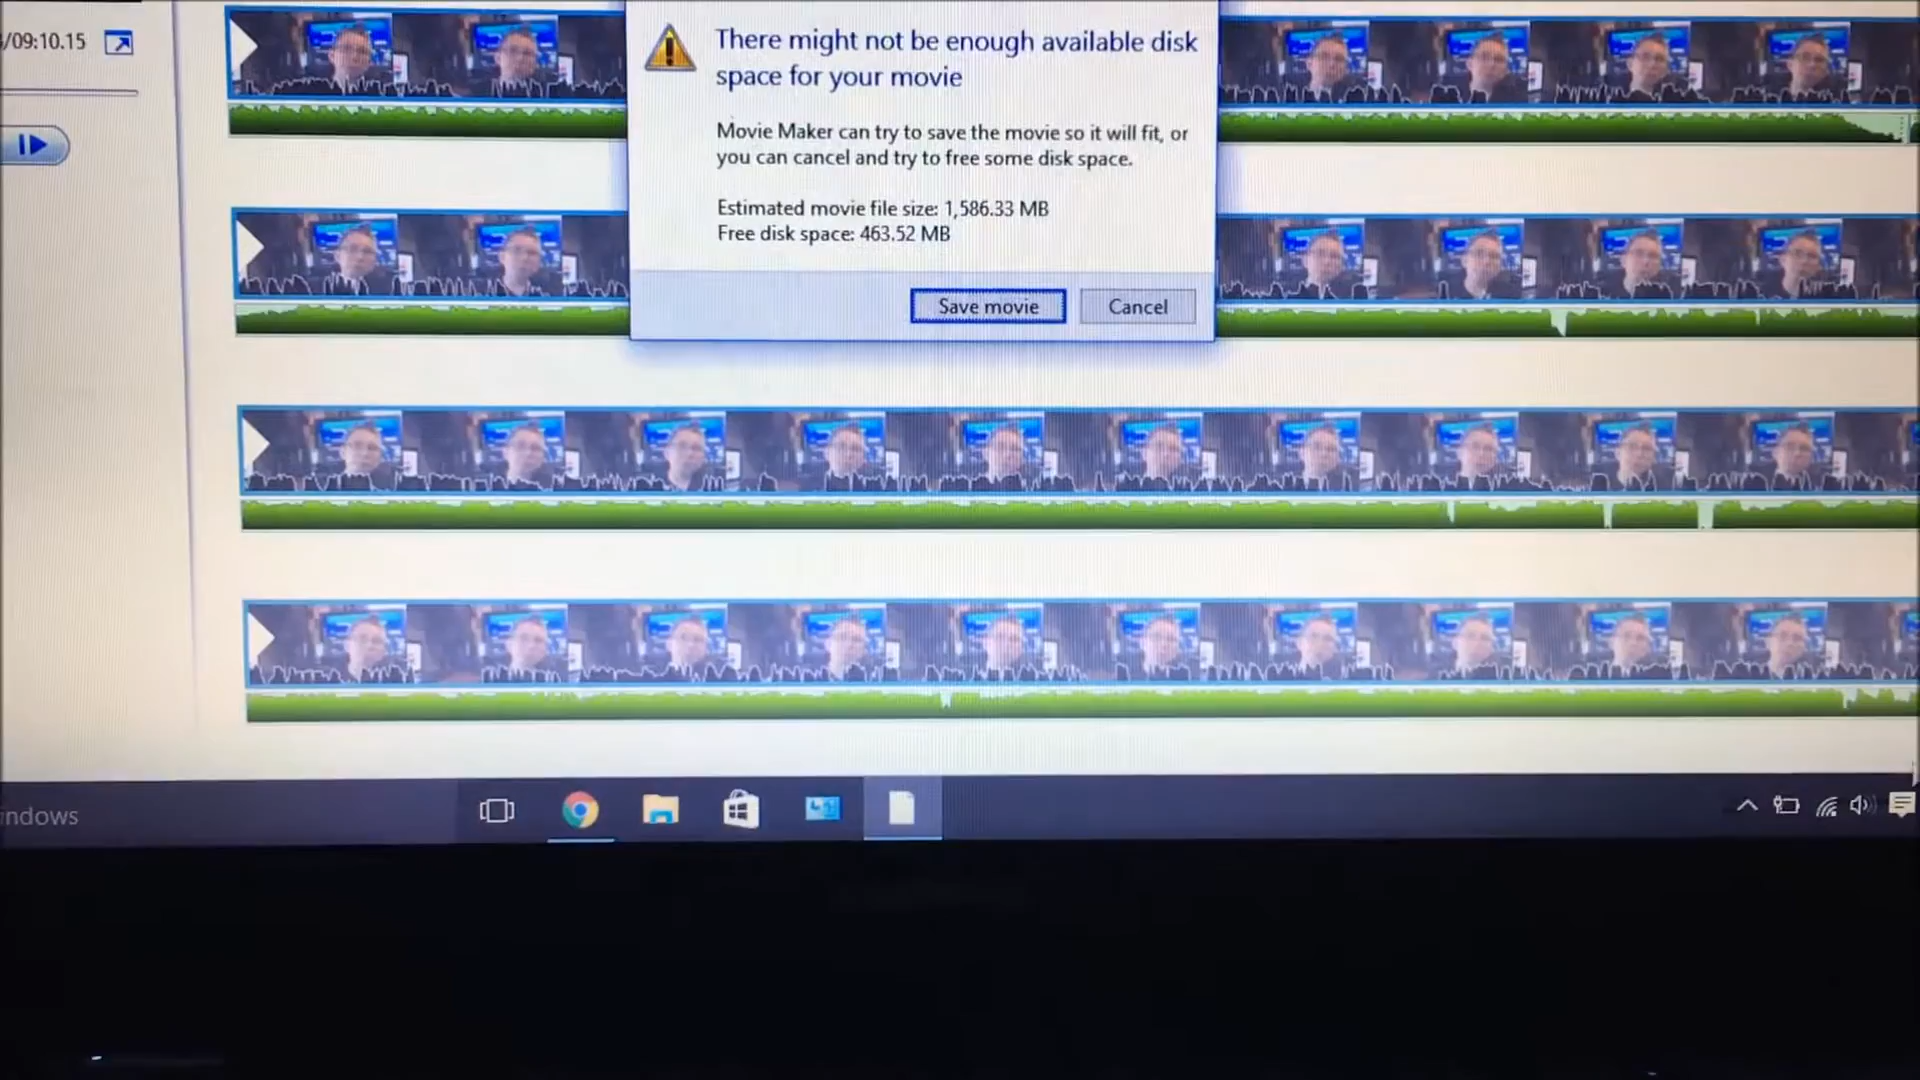 /09:10.15
There might not be enough available disk
space for your movie
Movie Maker can try to save the movie so it will fit, or
you can cancel and try to free some disk space.
Estimated movie file size: 1,586.33 MB
Free disk space: 463.52 MB
Save movie
Cancel
indows